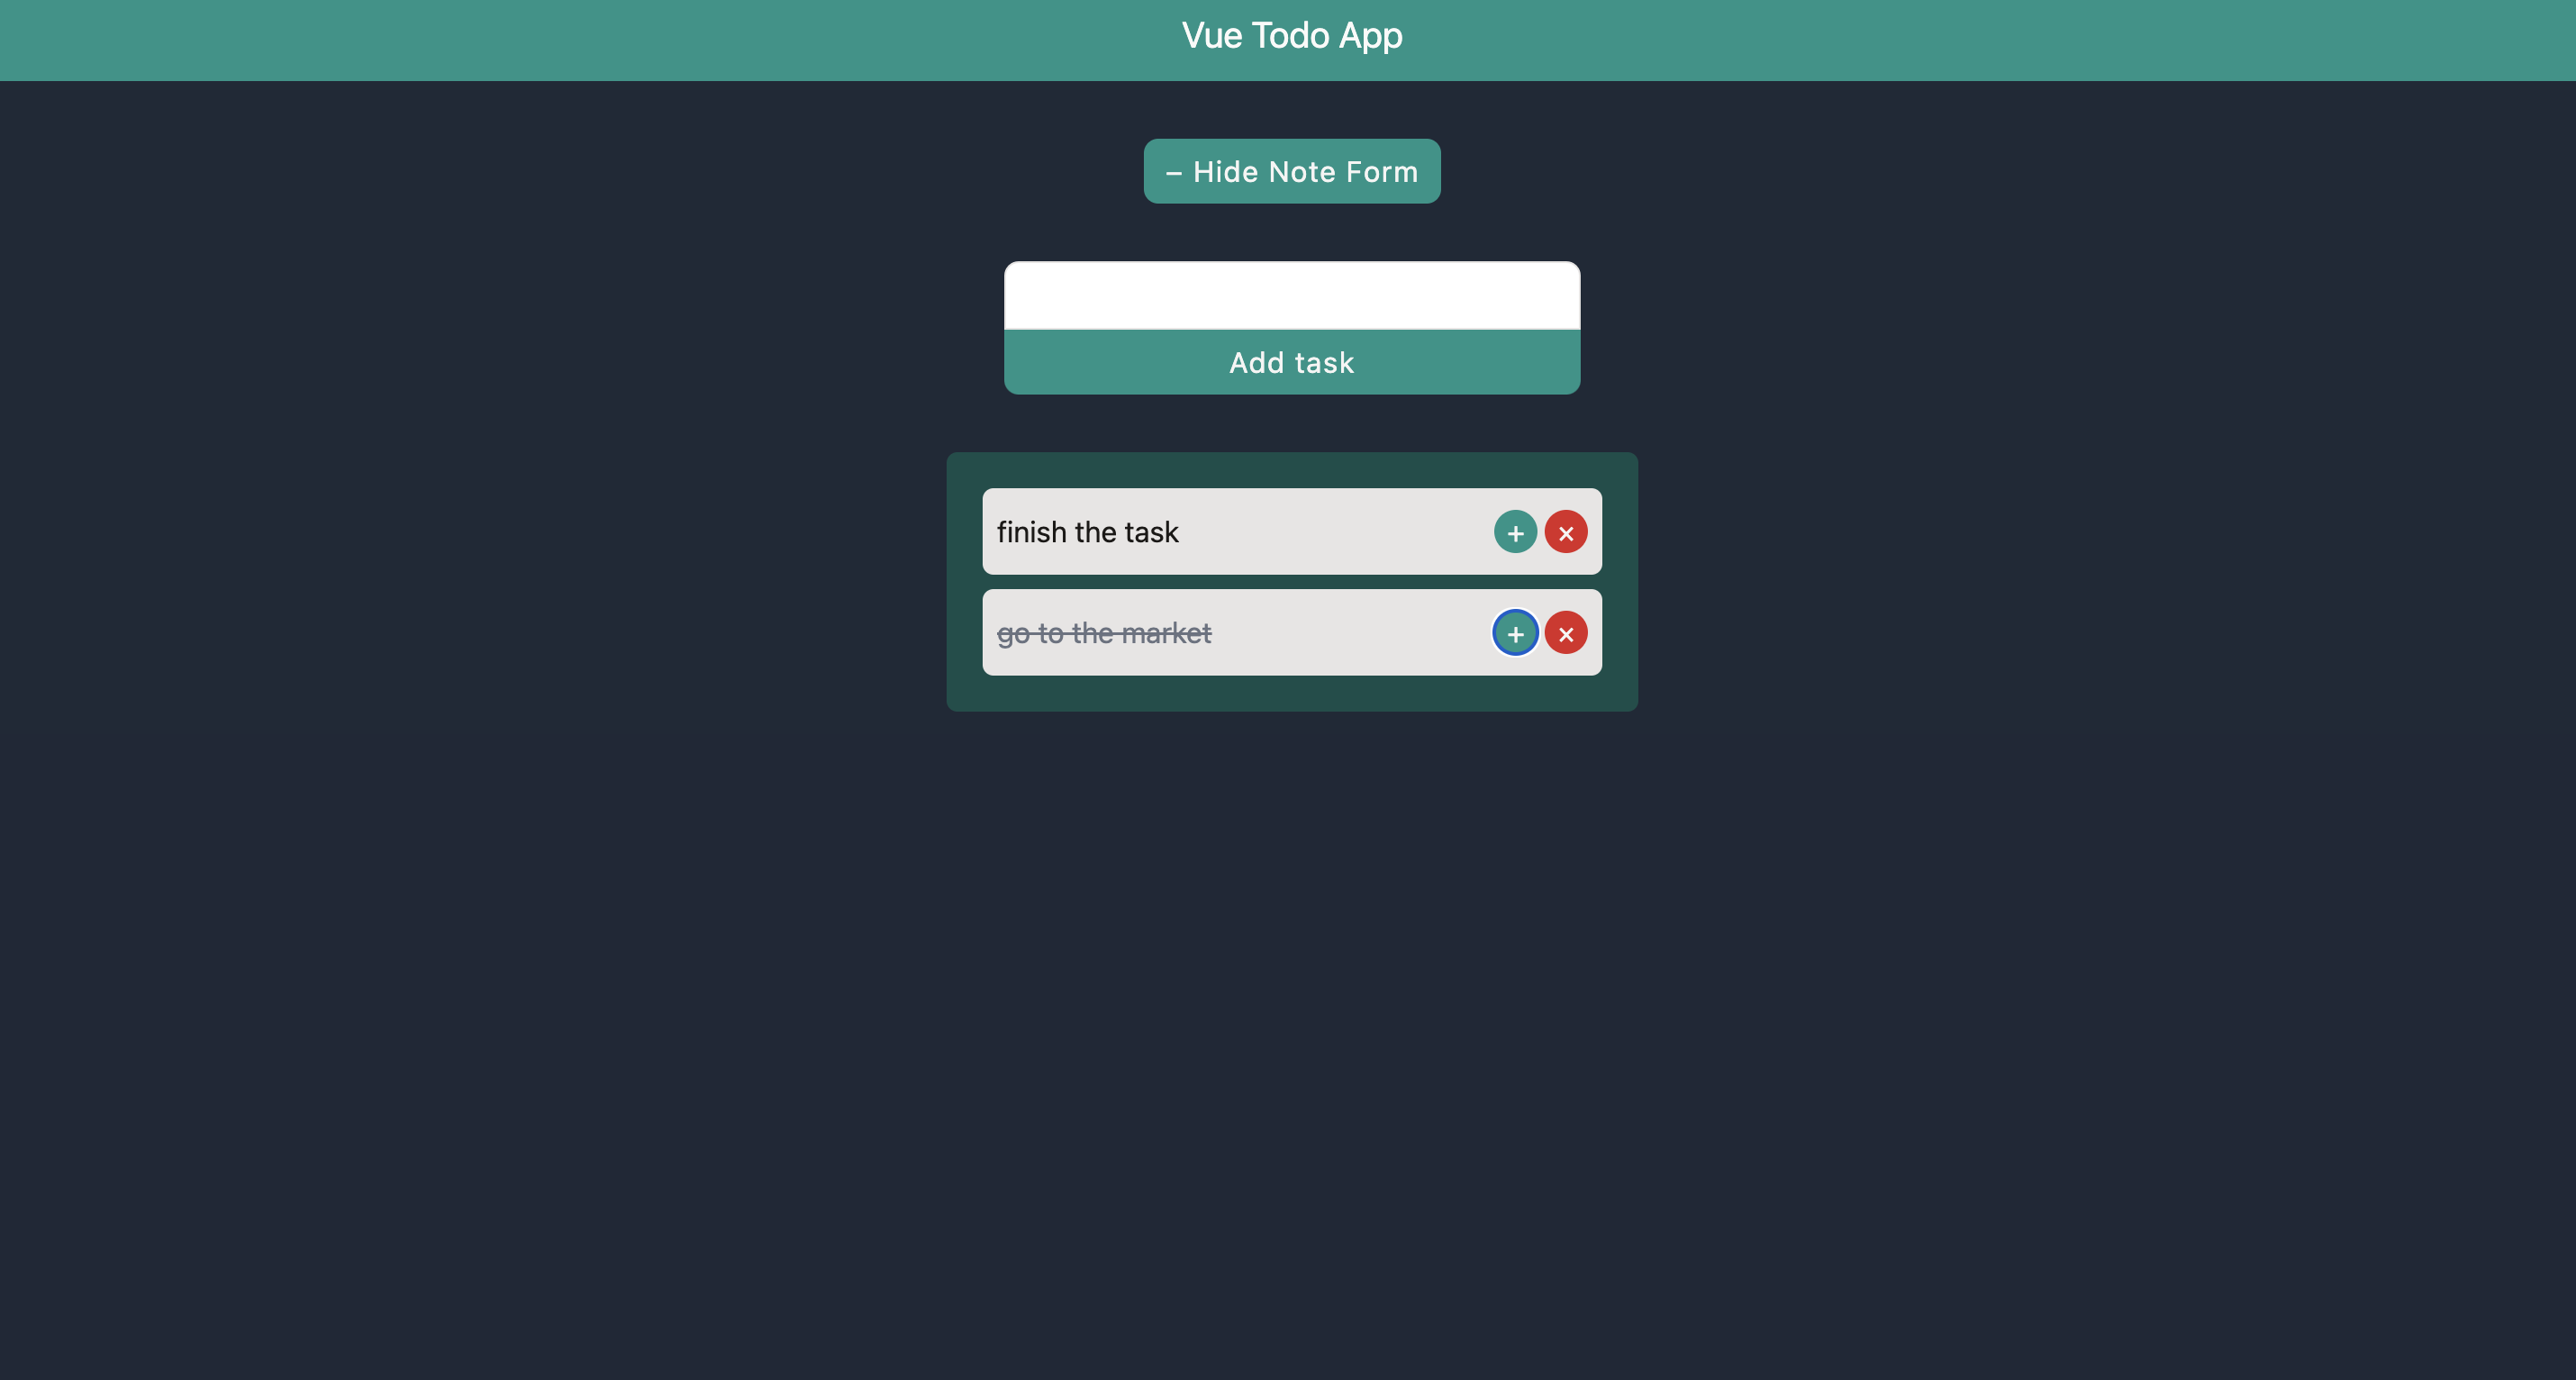 Vue Todo App
– Hide Note Form
Add task
finish the task + ×
go to the market + ×